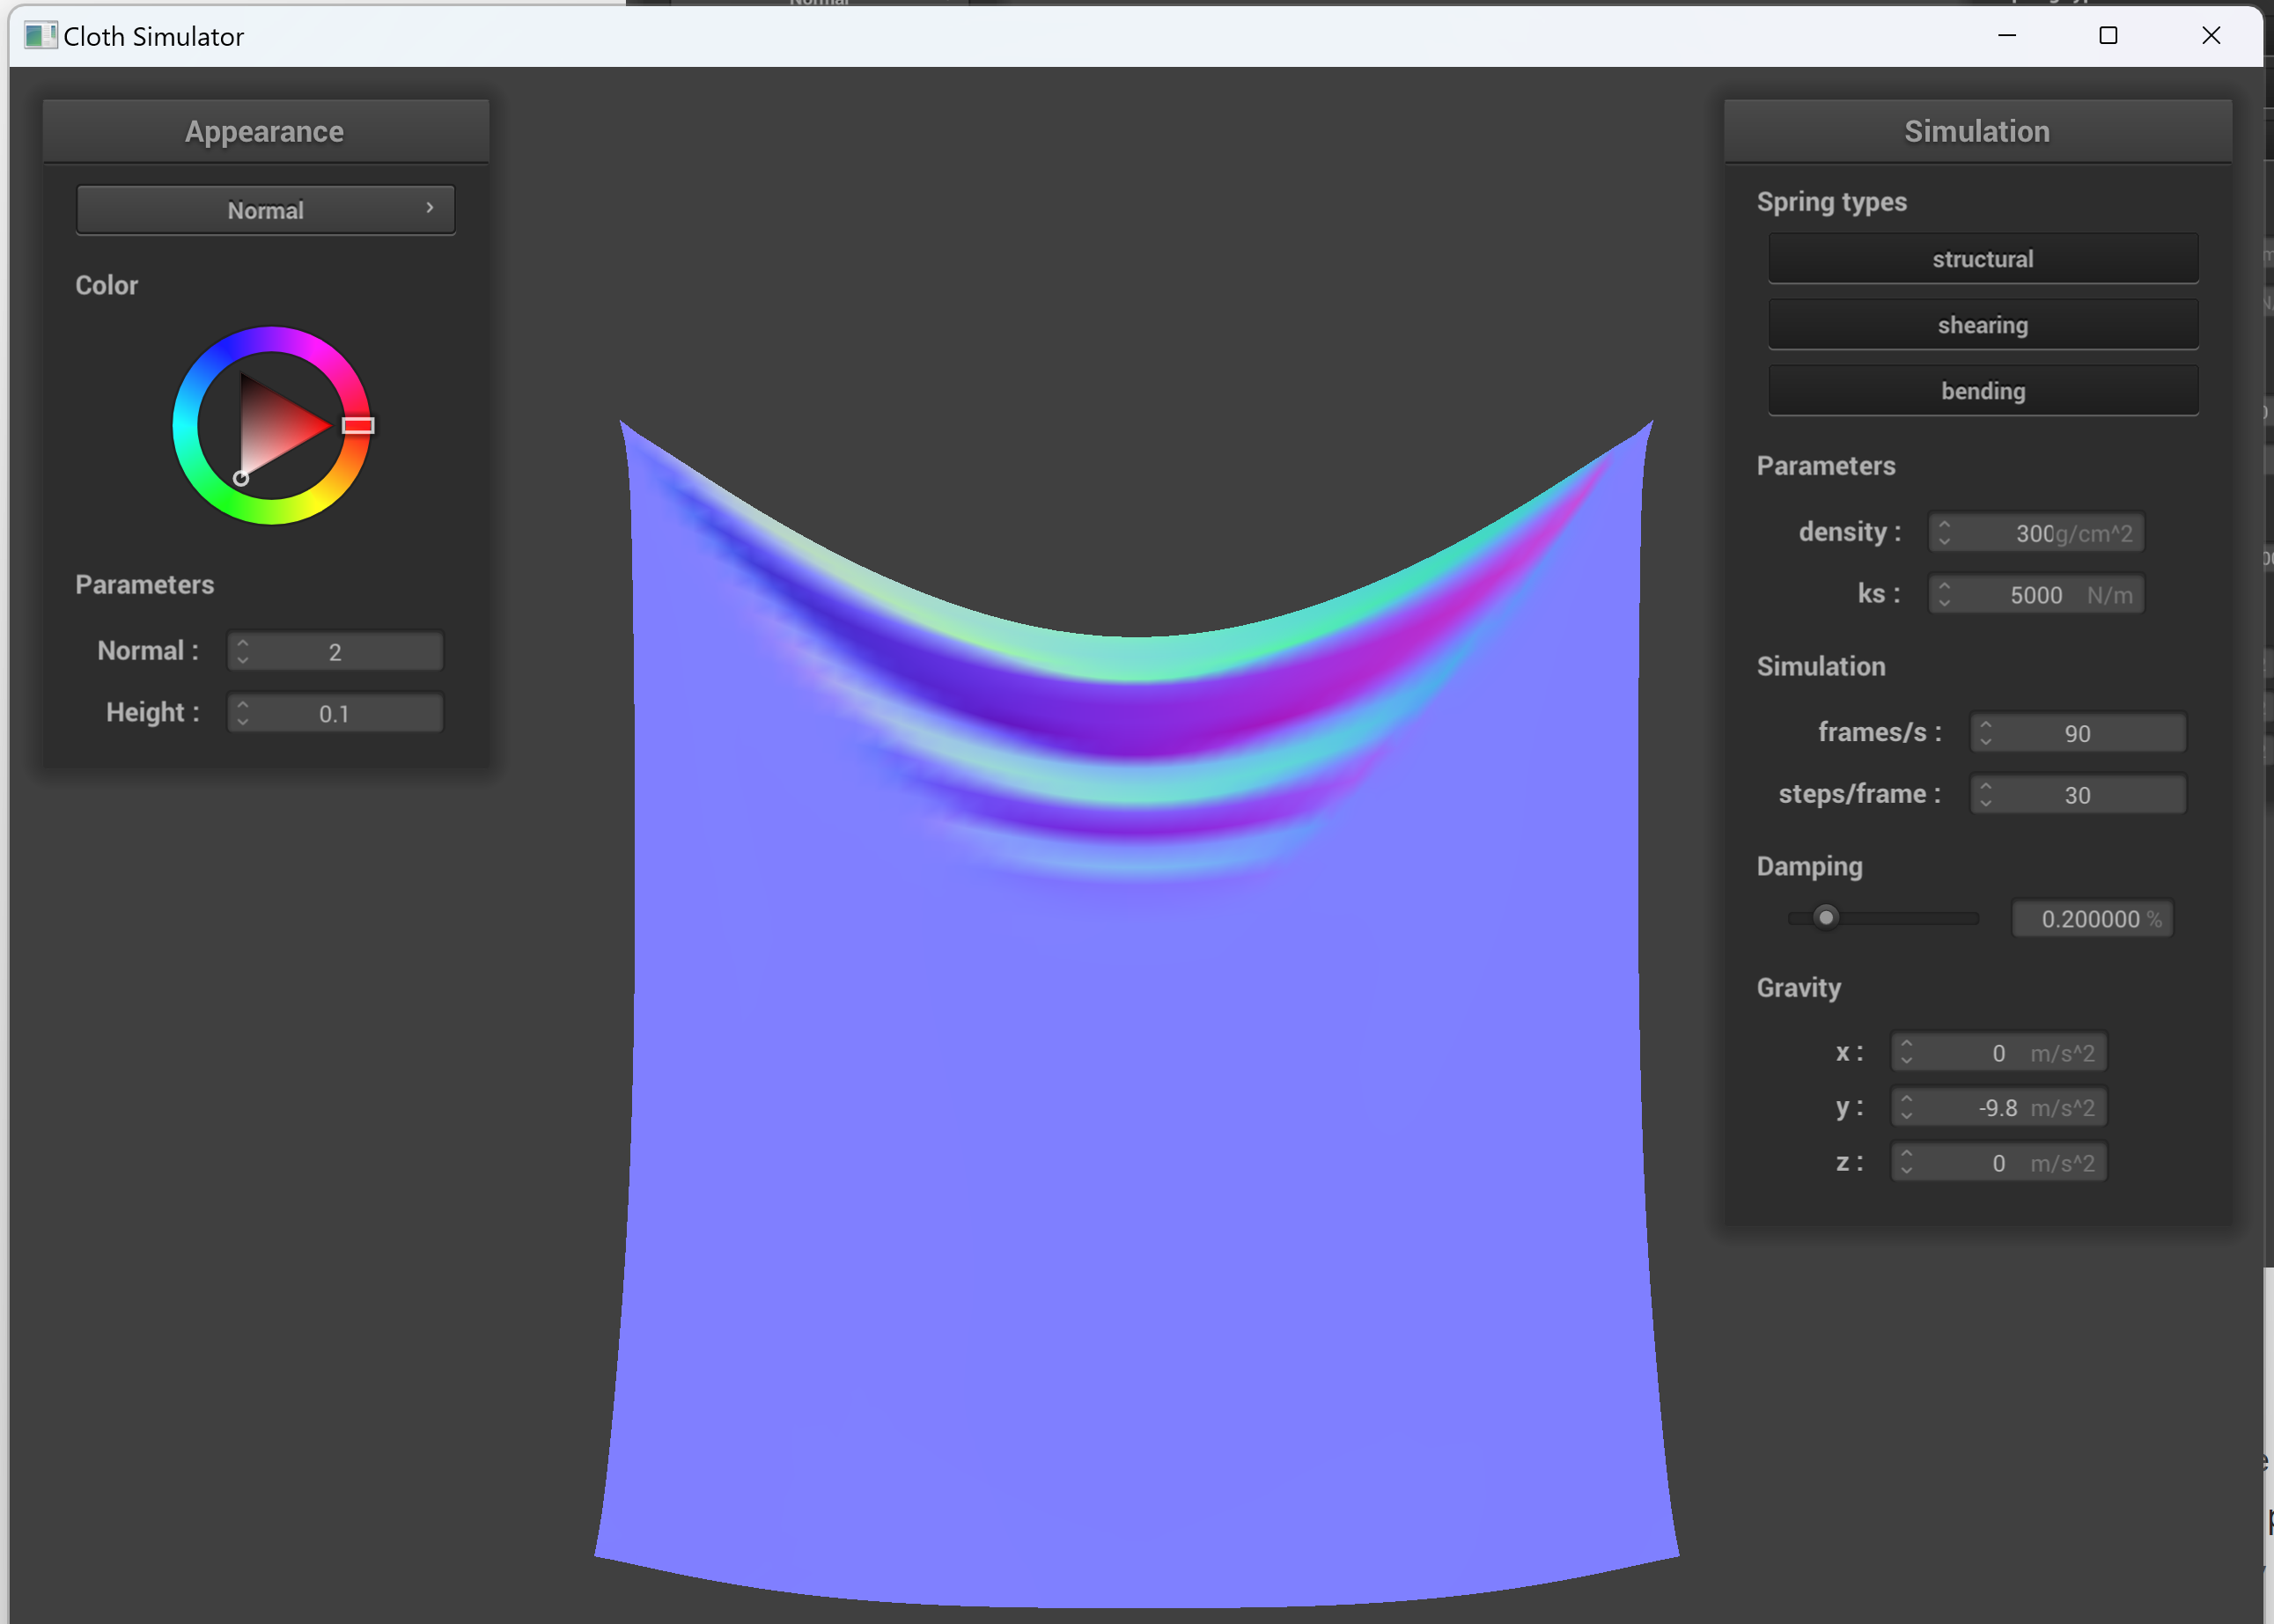 Normal
Cloth Simulator
Appearance
Normal
Color
Parameters
Normal : 2
Height : 0.1
Simulation
Spring types
structural
shearing
bending
Parameters
density : 300g/cm^2
ks : 5000 N/m
Simulation
frames/s : 90
steps/frame : 30
Damping
0.200000 %
Gravity
x : 0 m/s^2
y : -9.8 m/s^2
z : 0 m/s^2